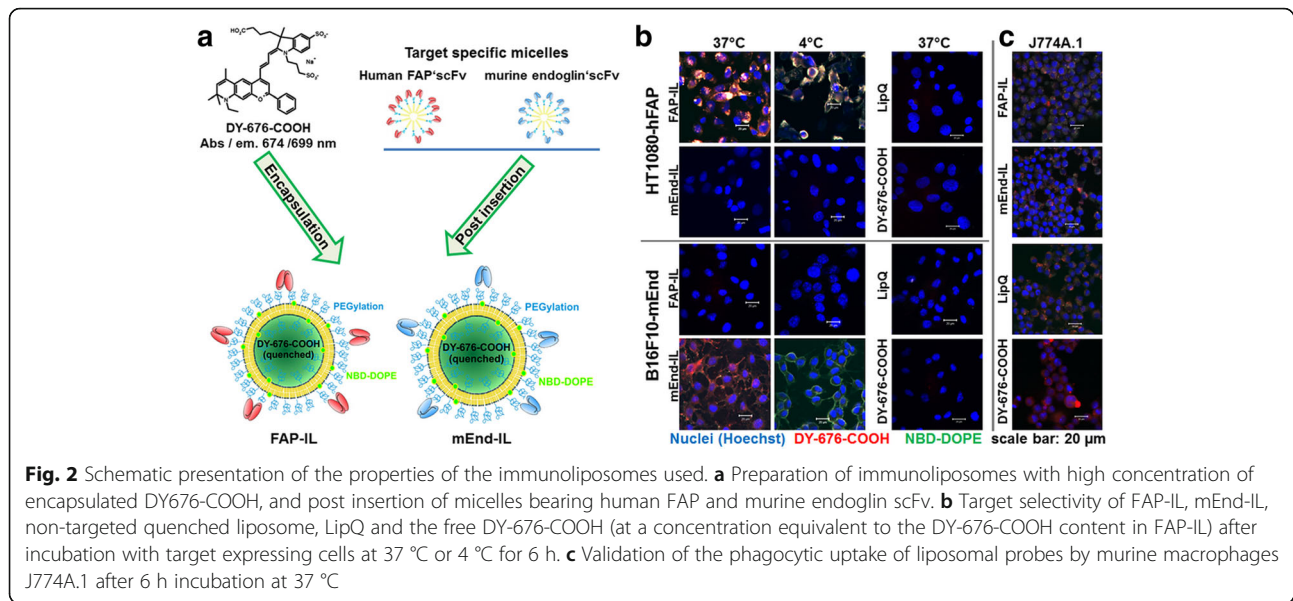 a
HO₂C
SO₃⁻
Na⁺
SO₃⁻
N
N
O
DY-676-COOH
Abs / em. 674 /699 nm
Target specific micelles
Human FAP‘scFv murine endoglin‘scFv
Encapsulation
Post insertion
PEGylation
DY-676-COOH
(quenched)
NBD-DOPE
FAP-IL
PEGylation
DY-676-COOH
(quenched)
NBD-DOPE
mEnd-IL
b
37°C 4°C 37°C
HT1080-hFAP
FAP-IL
LipQ
mEnd-IL
DY-676-COOH
B16F10-mEnd
FAP-IL
LipQ
mEnd-IL
DY-676-COOH
c
J774A.1
FAP-IL
mEnd-IL
LipQ
DY-676-COOH
Nuclei (Hoechst) DY-676-COOH NBD-DOPE scale bar: 20 µm
Fig. 2 Schematic presentation of the properties of the immunoliposomes used. a Preparation of immunoliposomes with high concentration of
encapsulated DY676-COOH, and post insertion of micelles bearing human FAP and murine endoglin scFv. b Target selectivity of FAP-IL, mEnd-IL,
non-targeted quenched liposome, LipQ and the free DY-676-COOH (at a concentration equivalent to the DY-676-COOH content in FAP-IL) after
incubation with target expressing cells at 37 °C or 4 °C for 6 h. c Validation of the phagocytic uptake of liposomal probes by murine macrophages
J774A.1 after 6 h incubation at 37 °C